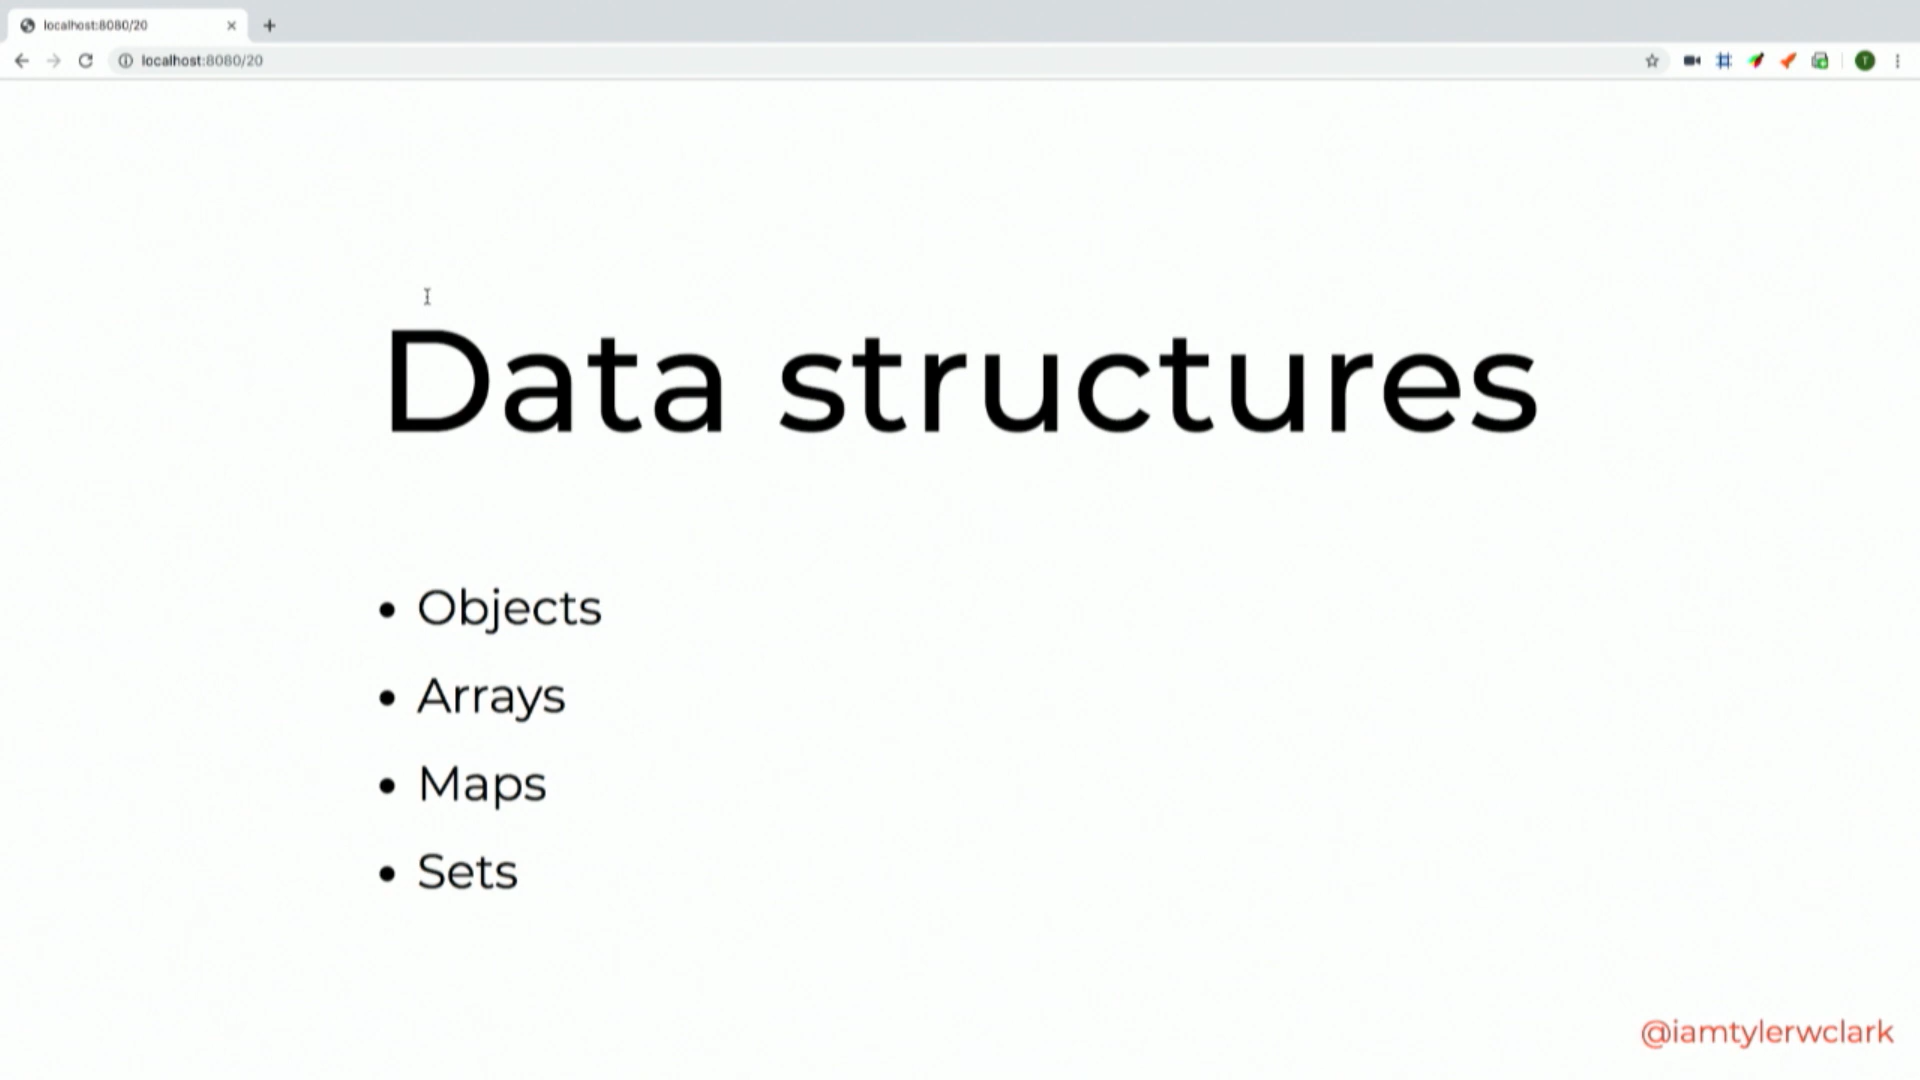 localhost:8080/20
localhost:8080/20
T
Data structures
• Objects
• Arrays
• Maps
• Sets
@iamtylerwclark